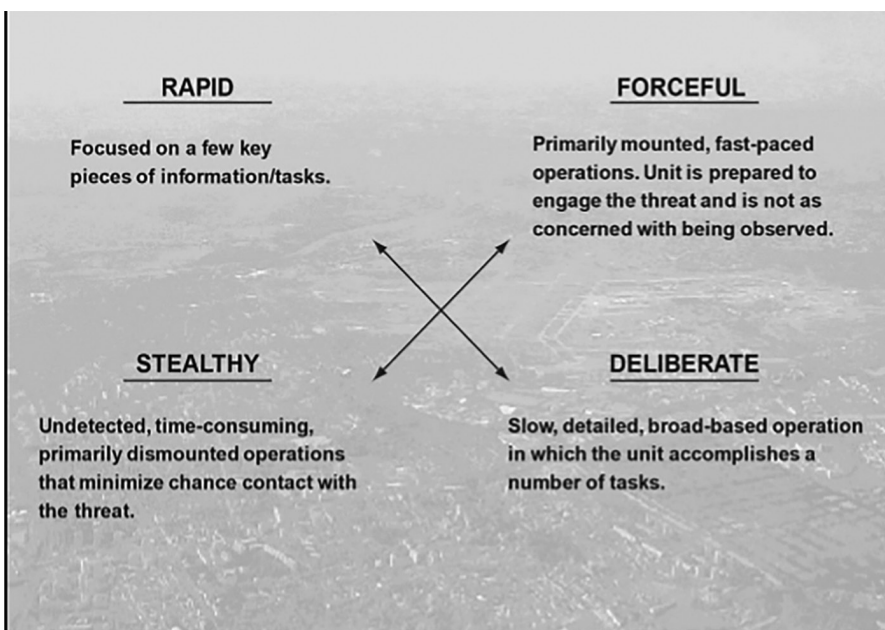 RAPID
Focused on a few key
pieces of information/tasks.
FORCEFUL
Primarily mounted, fast-paced
operations. Unit is prepared to
engage the threat and is not as
concerned with being observed.
STEALTHY
Undetected, time-consuming,
primarily dismounted operations
that minimize chance contact with
the threat.
DELIBERATE
Slow, detailed, broad-based operation
in which the unit accomplishes a
number of tasks.